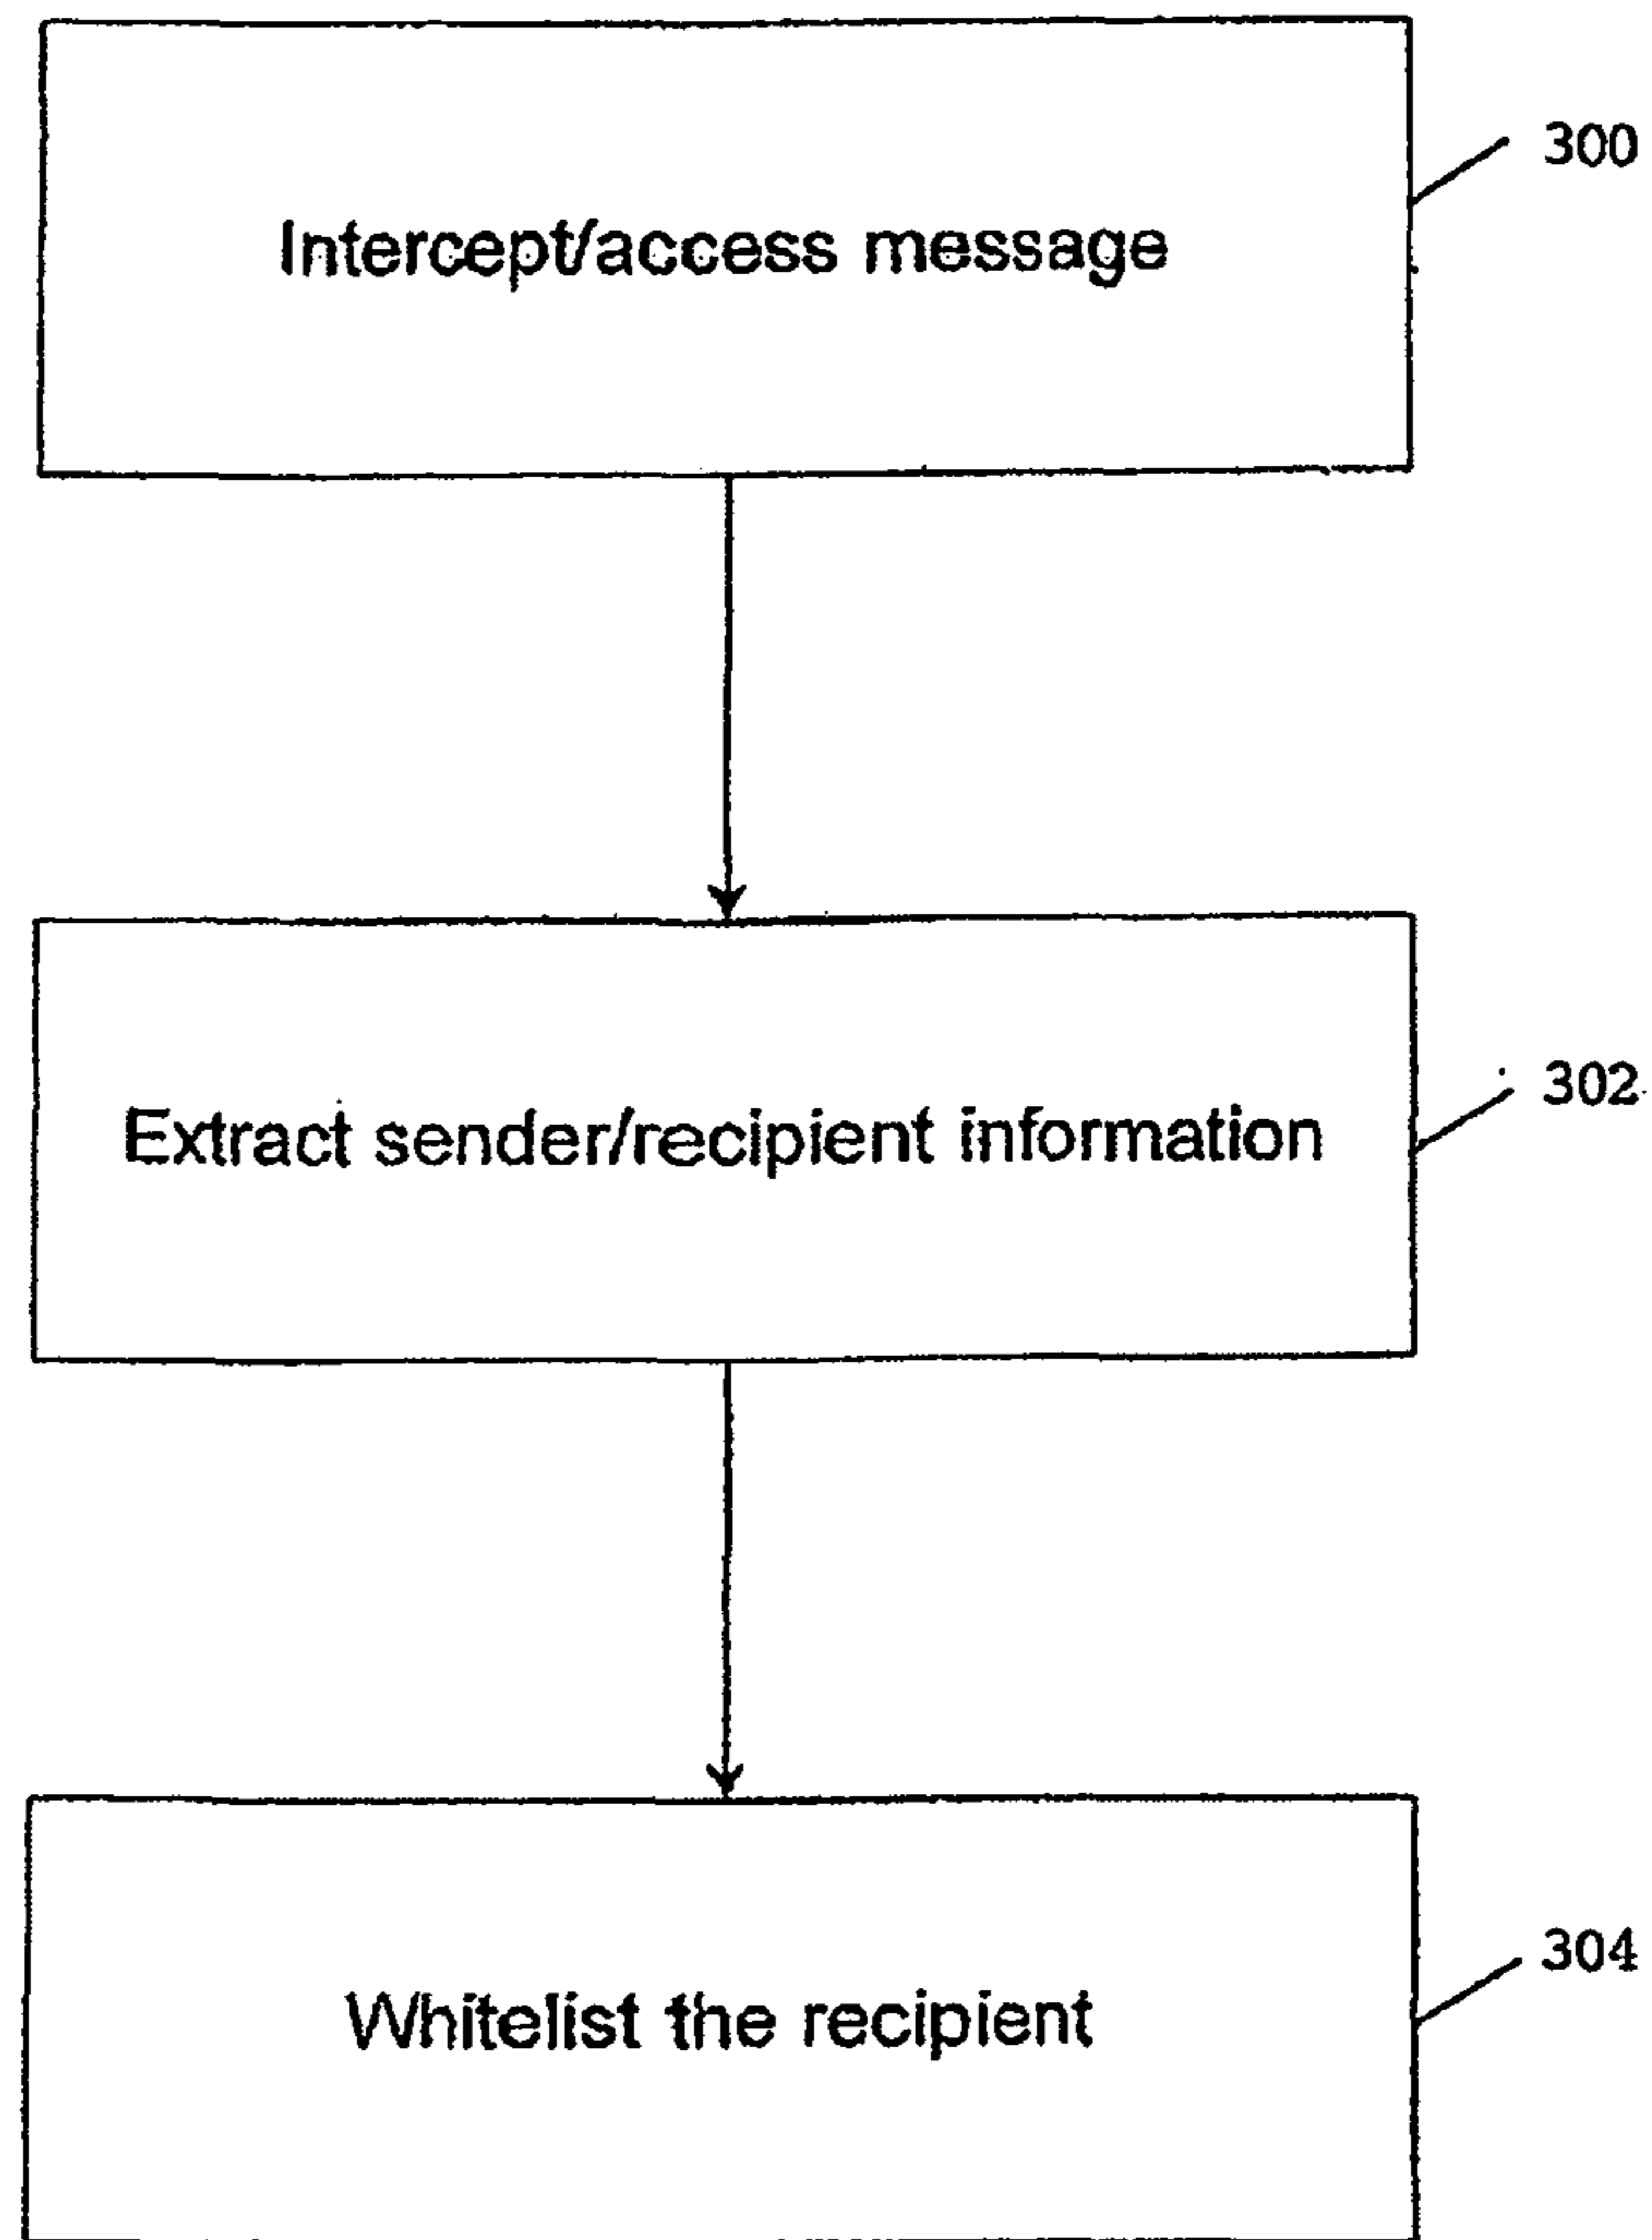 300
Intercept/access message
302
Extract sender/recipient information
304
Whitelist the recipient